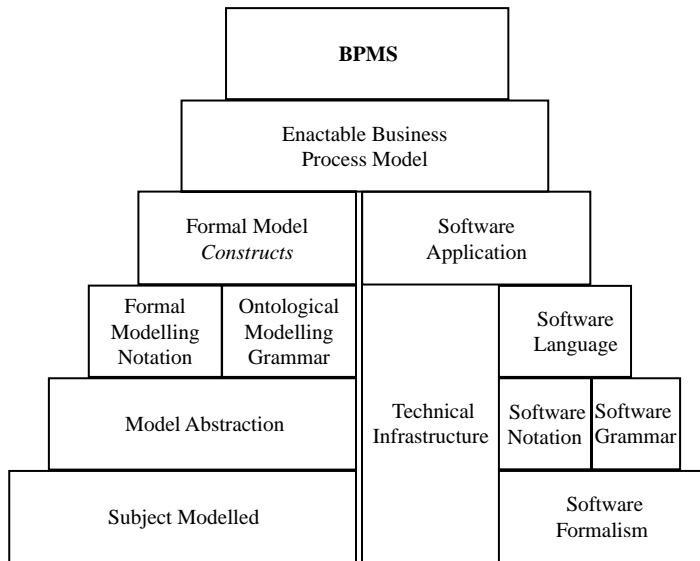 BPMS
Enactable Business
Process Model
Formal Model
Constructs
Software
Application
Formal
Modelling
Notation
Ontological
Modelling
Grammar
Software
Language
Model Abstraction
Technical
Infrastructure
Software
Notation
Software
Grammar
Subject Modelled
Software
Formalism